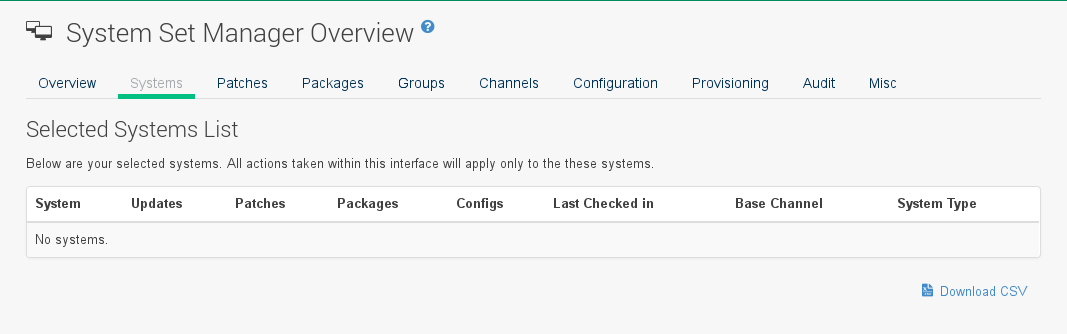 System Set Manager Overview ?
Overview Systems Patches Packages Groups Channels Configuration Provisioning Audit Misc
Selected Systems List
Below are your selected systems. All actions taken within this interface will apply only to the these systems.
System Updates Patches Packages Configs Last Checked in Base Channel System Type
No systems.
Download CSV